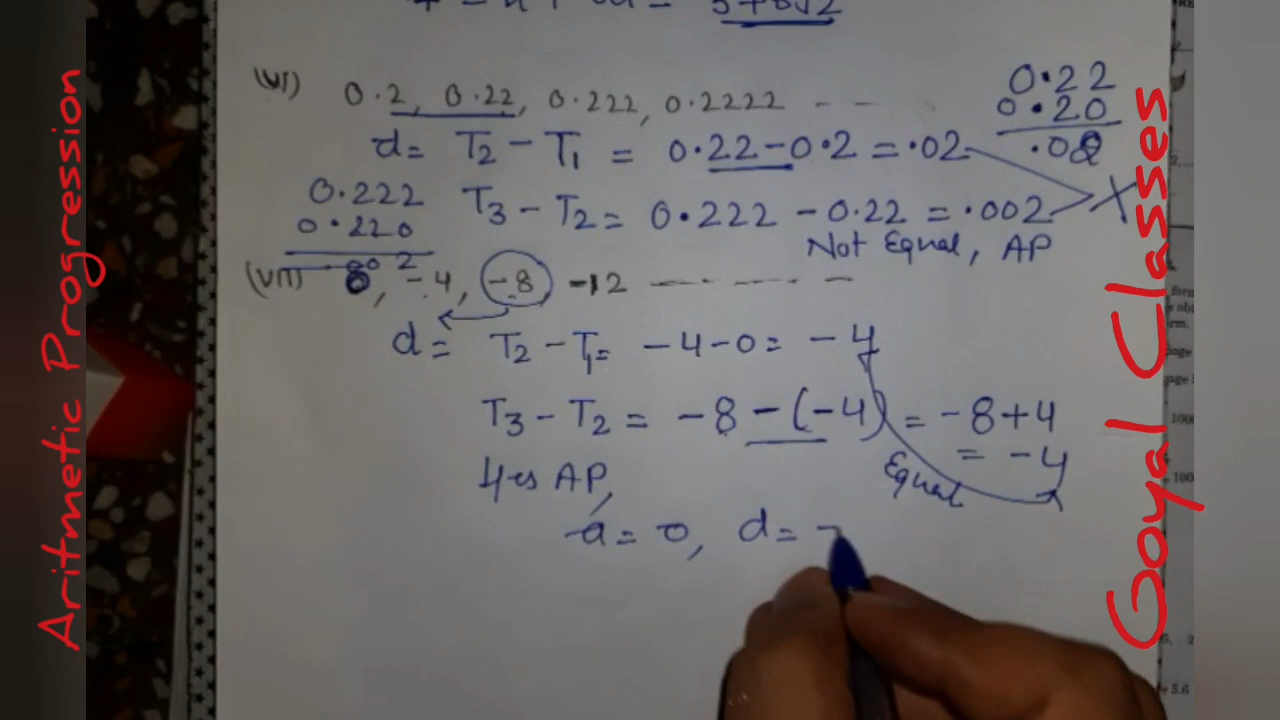 Aritmetic Progression
Goyal Classes
(VI) 0.2, 0.22, 0.222, 0.2222 - - -
0.22
0.20
.02
d = T2 - T1 = 0.22 - 0.2 = .02
0.222
0.220
002
T3 - T2 = 0.222 - 0.22 = .002 X
Not Equal, AP
(VII) 0, -4, -8 -12 - - - - - -
d = T2 - T1 = -4 - 0 = -4
T3 - T2 = -8 - (-4) = -8 + 4
= -4
Equal
Yes AP,
a = 0, d = -